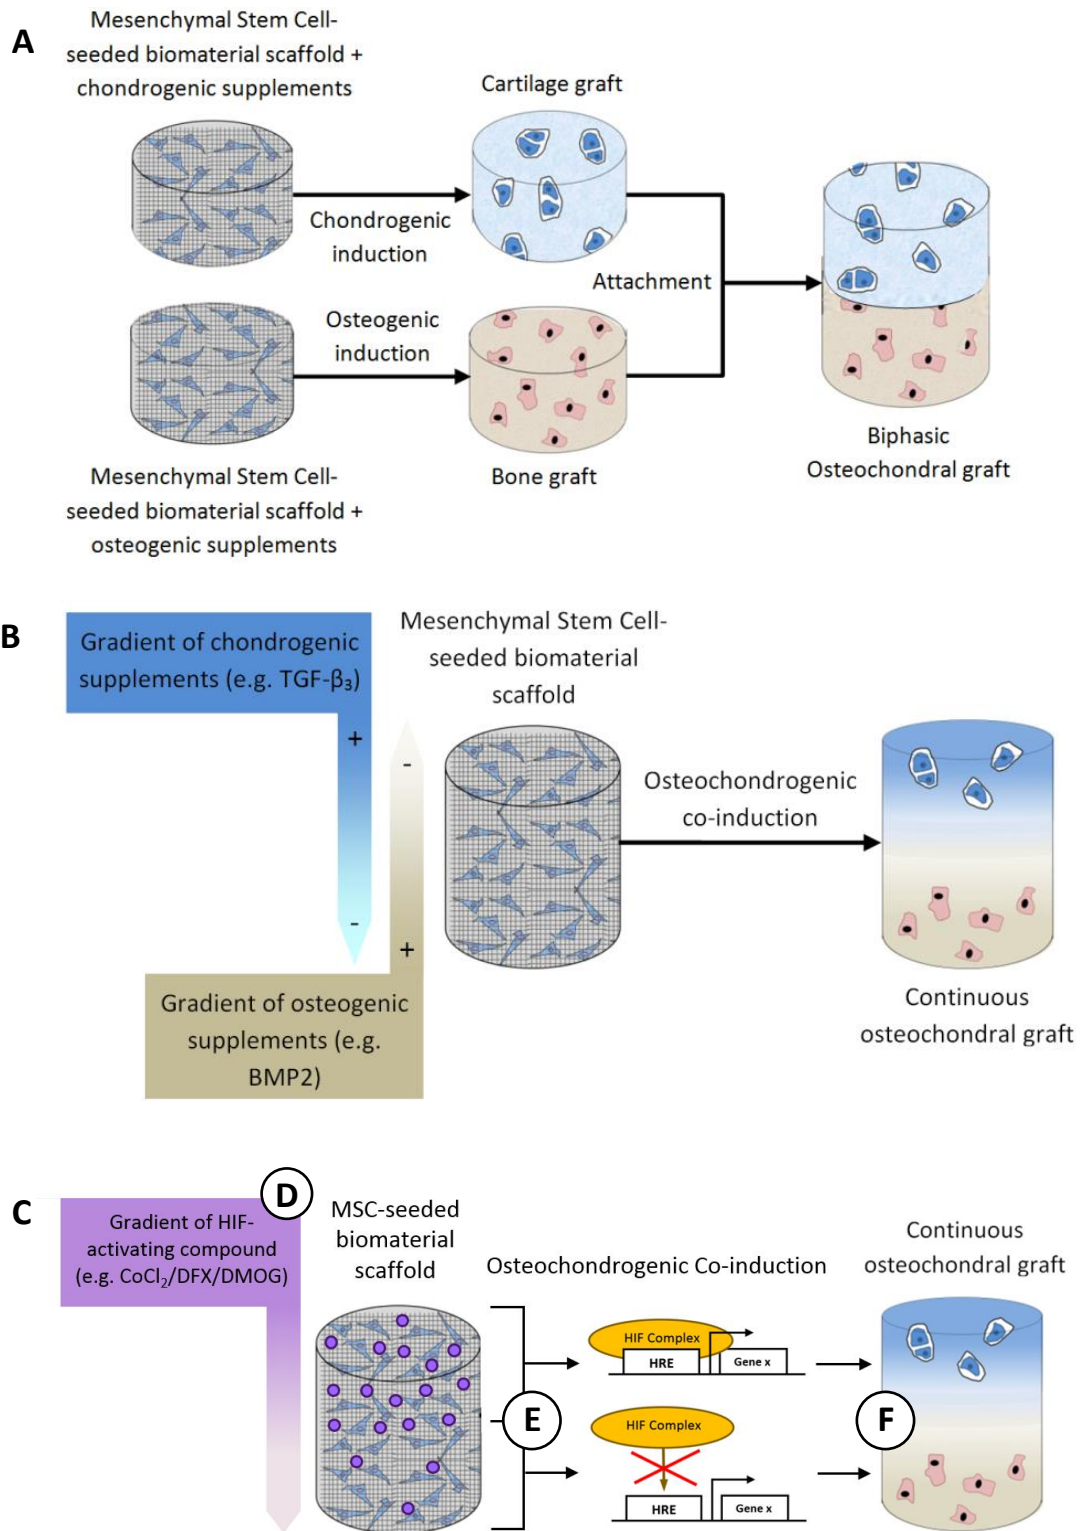 A
Mesenchymal Stem Cell-
seeded biomaterial scaffold +
chondrogenic supplements
Cartilage graft
Chondrogenic
induction
Attachment
Osteogenic
induction
Mesenchymal Stem Cell-
seeded biomaterial scaffold +
osteogenic supplements
Bone graft
Biphasic
Osteochondral graft
B
Gradient of chondrogenic
supplements (e.g. TGF-β₃)
+
-
-
+
Gradient of osteogenic
supplements (e.g.
BMP2)
Mesenchymal Stem Cell-
seeded biomaterial
scaffold
Osteochondrogenic
co-induction
Continuous
osteochondral graft
C
D
Gradient of HIF-
activating compound
(e.g. CoCl₂/DFX/DMOG)
MSC-seeded
biomaterial
scaffold
Osteochondrogenic Co-induction
Continuous
osteochondral graft
HIF Complex
HRE
Gene x
E
HIF Complex
HRE
Gene x
F